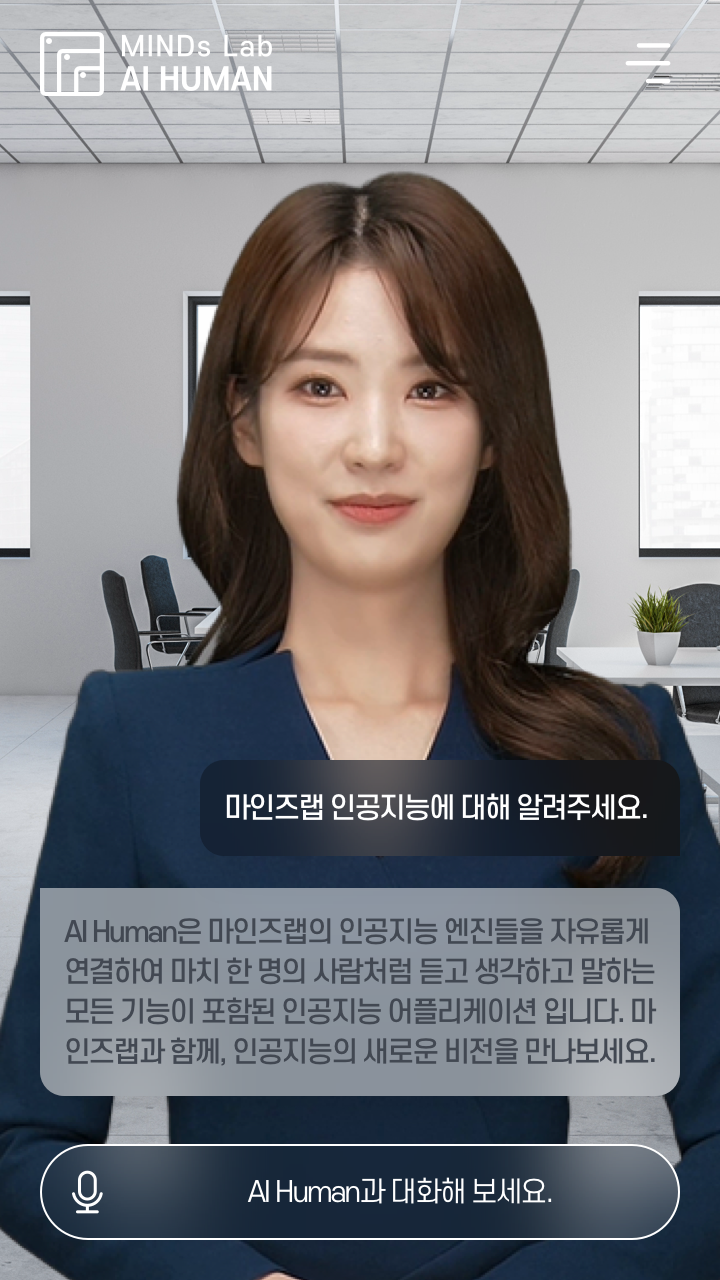 MINDs Lab
AI HUMAN
마인즈랩 인공지능에 대해 알려주세요.
AI Human은 마인즈랩의 인공지능 엔진들을 자유롭게
연결하여 마치 한 명의 사람처럼 듣고 생각하고 말하는
모든 기능이 포함된 인공지능 어플리케이션 입니다. 마
인즈랩과 함께, 인공지능의 새로운 비전을 만나보세요.
AI Human과 대화해 보세요.